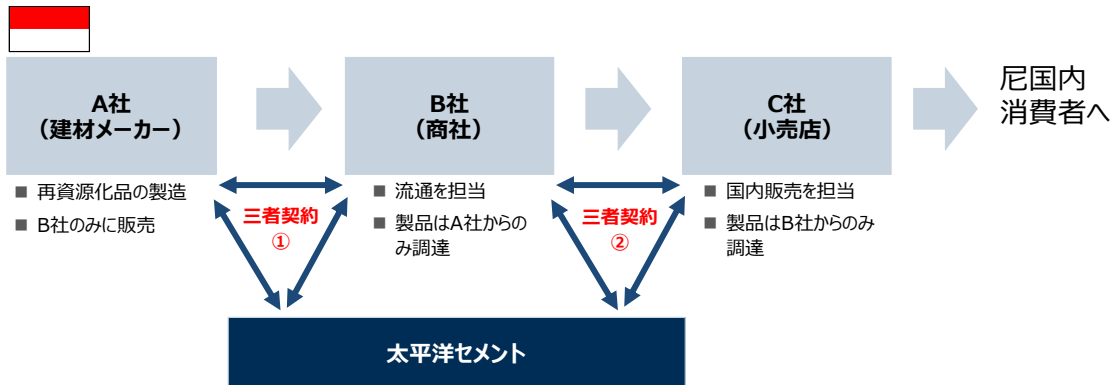 A社
（建材メーカー）
B社
（商社）
C社
（小売店）
尼国内
消費者へ
■ 再資源化品の製造
■ B社のみに販売
三者契約
①
■ 流通を担当
■ 製品はA社からの
み調達
三者契約
②
■ 国内販売を担当
■ 製品はB社からのみ
調達
太平洋セメント